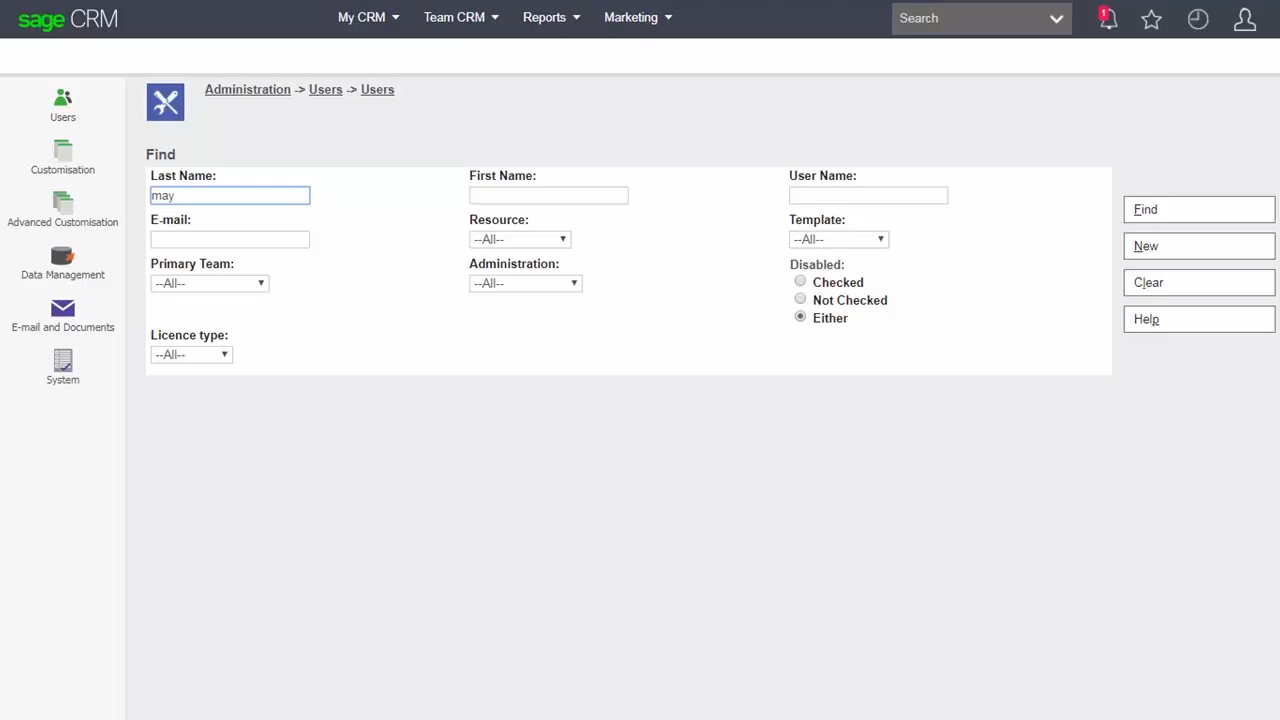 sage CRM My CRM Team CRM Reports Marketing Search 1
Administration -> Users -> Users
Users
Customisation
Advanced Customisation
Data Management
E-mail and Documents
System
Find
Last Name: First Name: User Name:
may
E-mail: Resource: Template:
--All-- --All--
Primary Team: Administration: Disabled:
--All-- --All-- Checked
Not Checked
Either
Licence type:
--All--
Find
New
Clear
Help